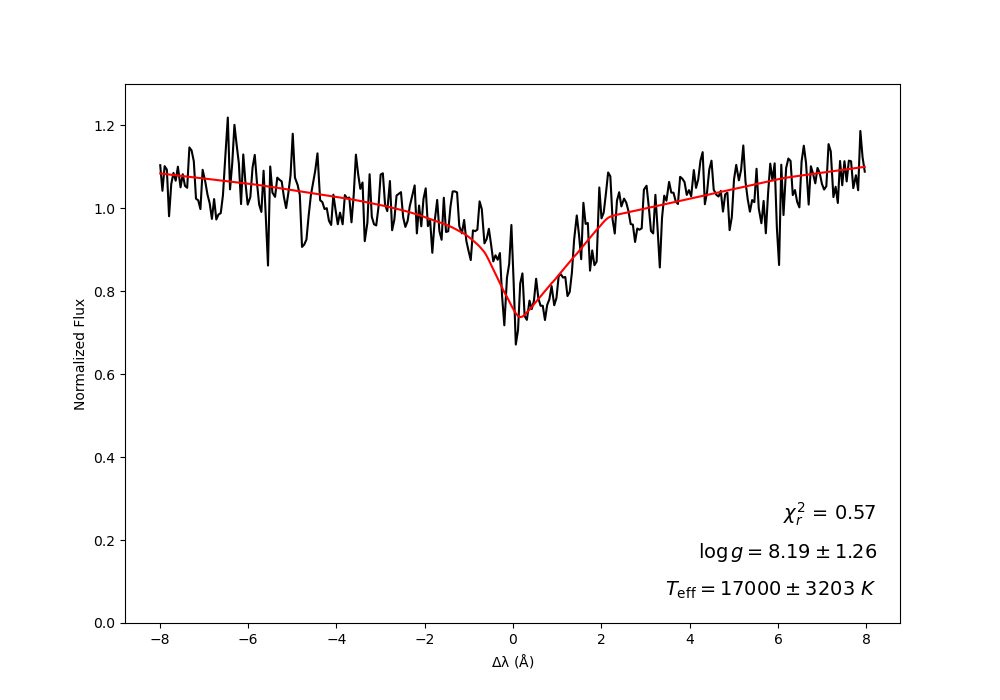 1.2
1.0
0.8
0.6
0.4
0.2
0.0
Normalized Flux
χ²ᵣ = 0.57
log g = 8.19 ± 1.26
T_eff = 17000 ± 3203 K
−8 −6 −4 −2 0 2 4 6 8
Δλ (Å)